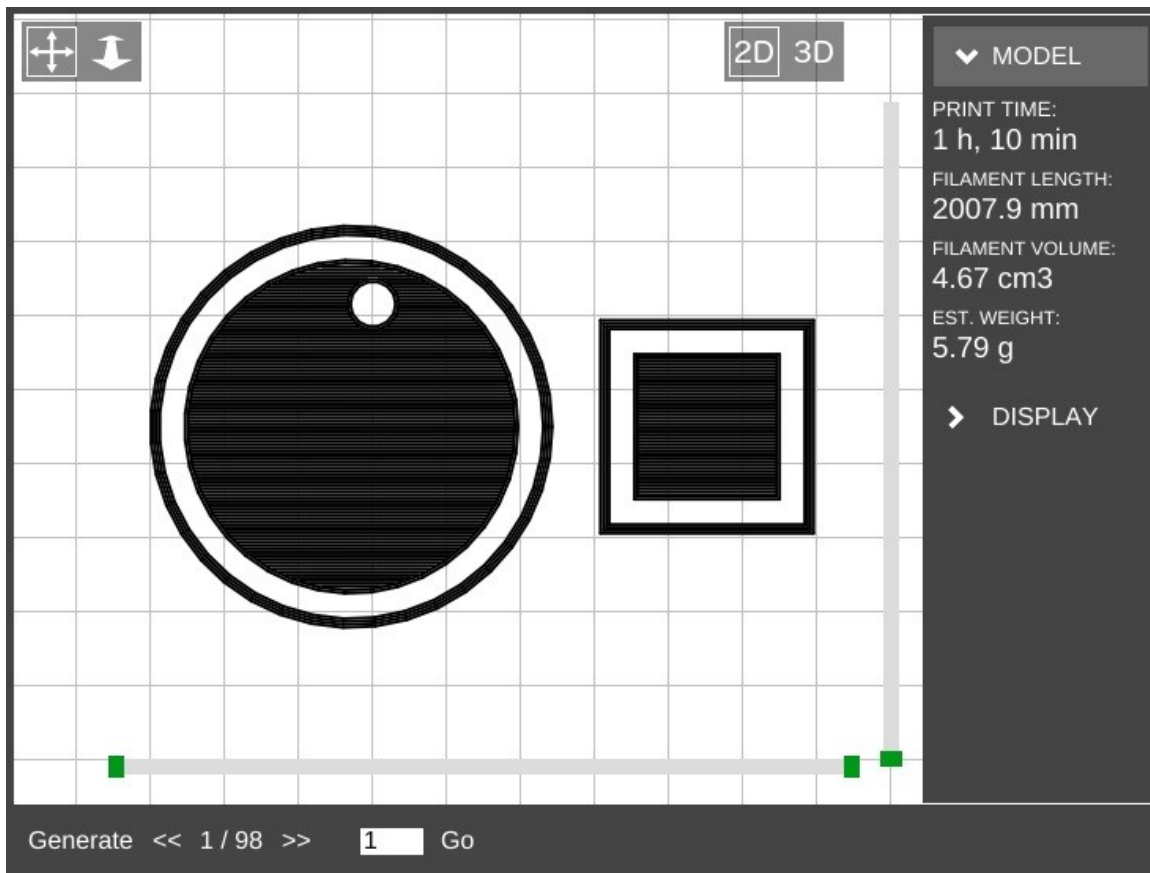 2D 3D
MODEL
PRINT TIME:
1 h, 10 min
FILAMENT LENGTH:
2007.9 mm
FILAMENT VOLUME:
4.67 cm3
EST. WEIGHT:
5.79 g
DISPLAY
Generate << 1 / 98 >> 1 Go